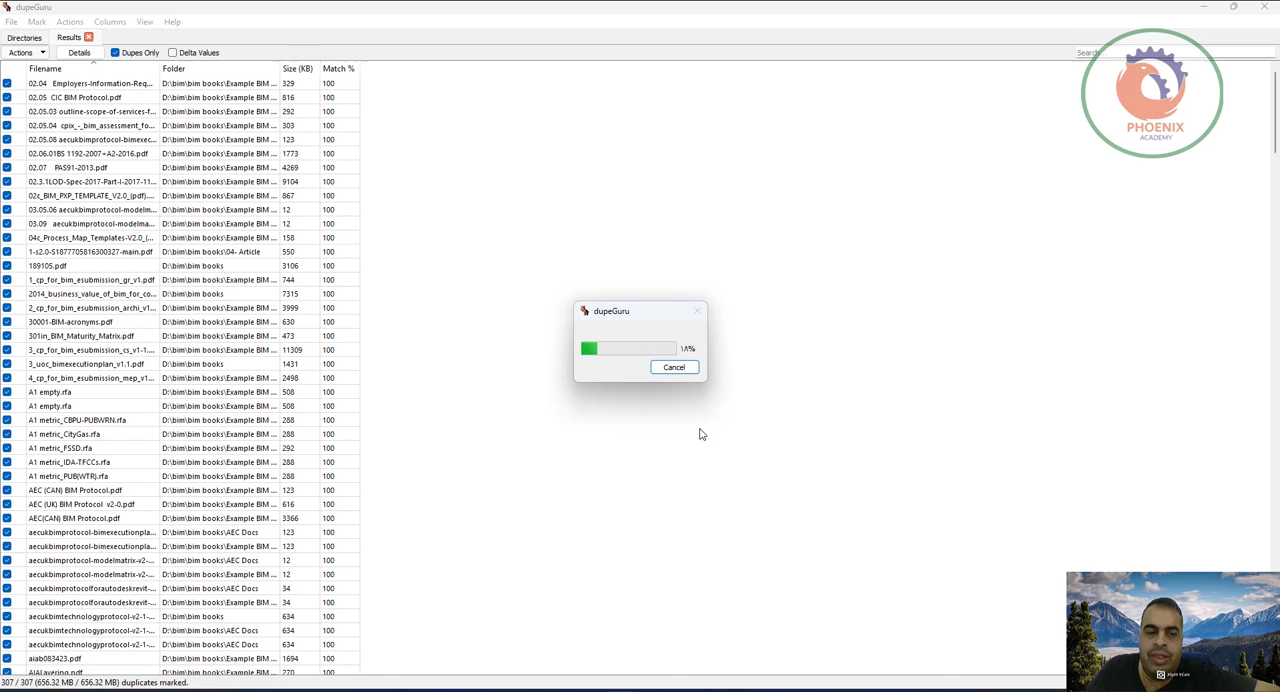 dupeGuru
File Mark Actions Columns View Help
Directories Results
Actions Details Dupes Only Delta Values Search...
Filename Folder Size (KB) Match %
02.04 Employers-Information-Req... D:\bim\bim books\Example BIM ... 329 100
02.05 CIC BIM Protocol.pdf D:\bim\bim books\Example BIM ... 816 100
02.05.03 outline-scope-of-services-f... D:\bim\bim books\Example BIM ... 292 100
02.05.04 cpix_-_bim_assessment_fo... D:\bim\bim books\Example BIM ... 303 100
02.05.08 aecukbimprotocol-bimexec... D:\bim\bim books\Example BIM ... 123 100
02.06.01BS 1192-2007+A2-2016.pdf D:\bim\bim books\Example BIM ... 1773 100
02.07 PAS91-2013.pdf D:\bim\bim books\Example BIM ... 4269 100
02.3.1LOD-Spec-2017-Part-I-2017-11... D:\bim\bim books\Example BIM ... 9104 100
02c_BIM_PXP_TEMPLATE_V2.0_(pdf).... D:\bim\bim books\Example BIM ... 867 100
03.05.06 aecukbimprotocol-modelm... D:\bim\bim books\Example BIM ... 12 100
03.09 aecukbimprotocol-modelma... D:\bim\bim books\Example BIM ... 12 100
04c_Process_Map_Templates-V2.0_(... D:\bim\bim books\Example BIM ... 158 100
1-s2.0-S1877705816300327-main.pdf D:\bim\bim books\04- Article 550 100
189105.pdf D:\bim\bim books 3106 100
1_cp_for_bim_esubmission_gr_v1.pdf D:\bim\bim books\Example BIM ... 744 100
2014_business_value_of_bim_for_co... D:\bim\bim books 7315 100
2_cp_for_bim_esubmission_archi_v1... D:\bim\bim books\Example BIM ... 3999 100
30001-BIM-acronyms.pdf D:\bim\bim books\Example BIM ... 630 100
301in_BIM_Maturity_Matrix.pdf D:\bim\bim books\Example BIM ... 473 100
3_cp_for_bim_esubmission_cs_v1-1.... D:\bim\bim books\Example BIM ... 11309 100
3_uoc_bimexecutionplan_v1.1.pdf D:\bim\bim books 1431 100
4_cp_for_bim_esubmission_mep_v1... D:\bim\bim books\Example BIM ... 2498 100
A1 empty.rfa D:\bim\bim books\Example BIM ... 508 100
A1 empty.rfa D:\bim\bim books\Example BIM ... 508 100
A1 metric_CBPU-PUBWRN.rfa D:\bim\bim books\Example BIM ... 288 100
A1 metric_CityGas.rfa D:\bim\bim books\Example BIM ... 288 100
A1 metric_FSSD.rfa D:\bim\bim books\Example BIM ... 292 100
A1 metric_IDA-TFCCs.rfa D:\bim\bim books\Example BIM ... 288 100
A1 metric_PUB(WTR).rfa D:\bim\bim books\Example BIM ... 288 100
AEC (CAN) BIM Protocol.pdf D:\bim\bim books\Example BIM ... 123 100
AEC (UK) BIM Protocol v2-0.pdf D:\bim\bim books\Example BIM ... 616 100
AEC(CAN) BIM Protocol.pdf D:\bim\bim books\Example BIM ... 3366 100
aecukbimprotocol-bimexecutionpla... D:\bim\bim books\AEC Docs 123 100
aecukbimprotocol-bimexecutionpla... D:\bim\bim books\Example BIM ... 123 100
aecukbimprotocol-modelmatrix-v2-... D:\bim\bim books\AEC Docs 12 100
aecukbimprotocol-modelmatrix-v2-... D:\bim\bim books\Example BIM ... 12 100
aecukbimprotocolforautodeskrevit-... D:\bim\bim books\AEC Docs 34 100
aecukbimprotocolforautodeskrevit-... D:\bim\bim books\Example BIM ... 34 100
aecukbimtechnologyprotocol-v2-1-... D:\bim\bim books 634 100
aecukbimtechnologyprotocol-v2-1-... D:\bim\bim books\AEC Docs 634 100
aecukbimtechnologyprotocol-v2-1-... D:\bim\bim books\AEC Docs 634 100
aiab083423.pdf D:\bim\bim books\Example BIM ... 1694 100
AIALayering.pdf D:\bim\bim books\Example BIM ... 270 100
307 / 307 (656.32 MB / 656.32 MB) duplicates marked.
dupeGuru
١٨%
Cancel
PHOENIX
ACADEMY
XSplit VCam